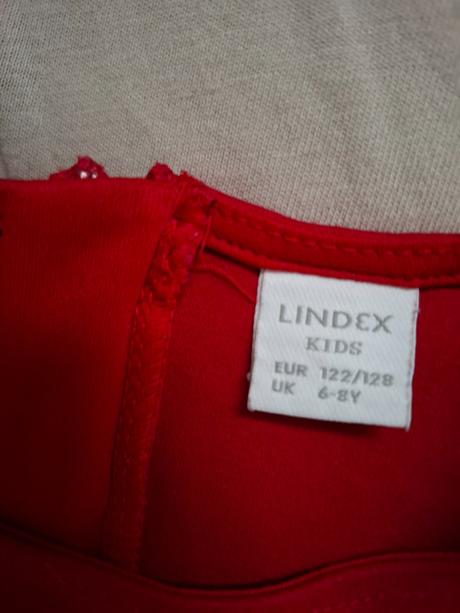 LINDEX
KIDS
EUR 122/128
UK 6-8Y